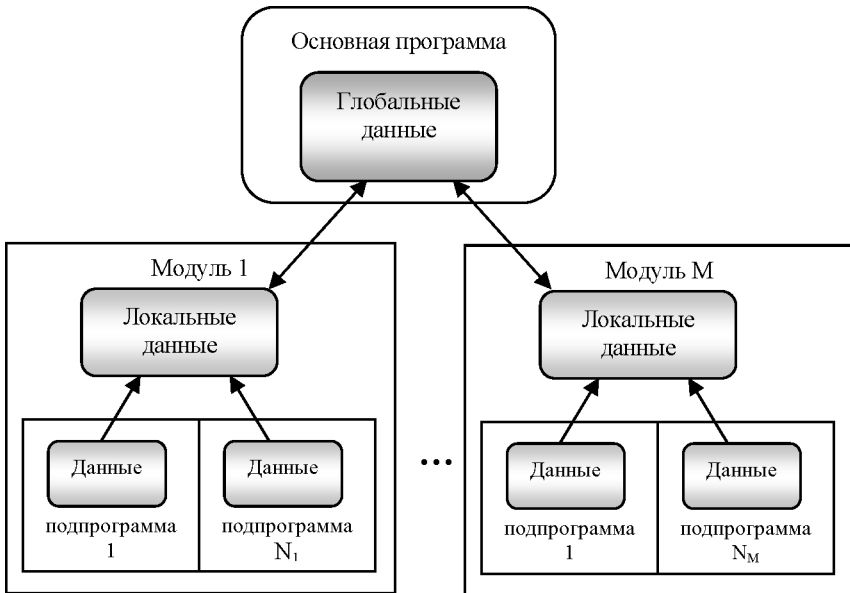 Основная программа
Глобальные
данные
Модуль 1
Локальные
данные
Данные
подпрограмма
1
Данные
подпрограмма
N₁
...
Модуль М
Локальные
данные
Данные
подпрограмма
1
Данные
подпрограмма
Nм